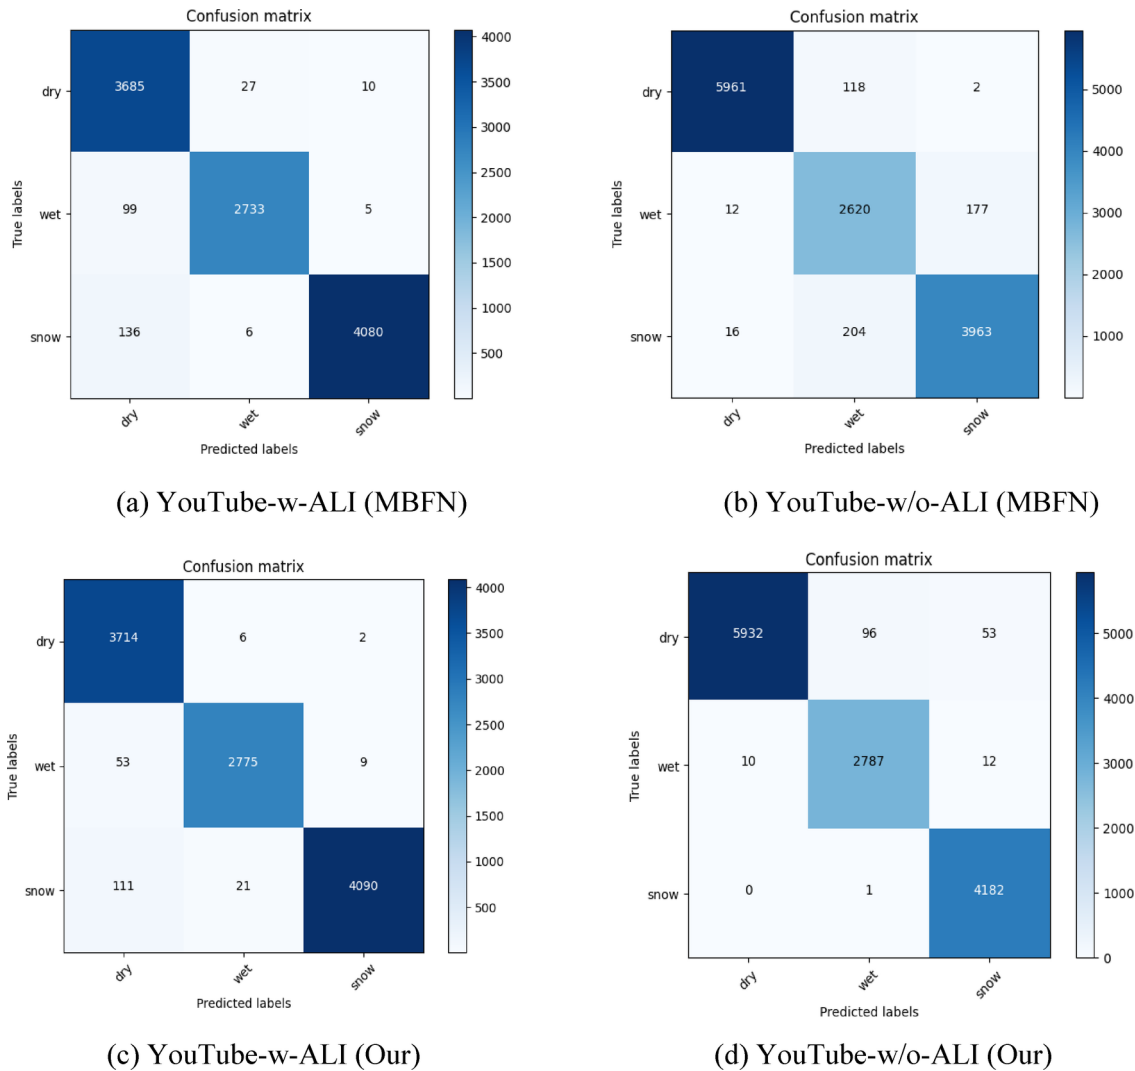 Confusion matrix
4000
3500
3000
2500
2000
1500
1000
500
dry 3685 27 10
wet 99 2733 5
snow 136 6 4080
True labels
dry wet snow
Predicted labels
(a) YouTube-w-ALI (MBFN)
Confusion matrix
5000
4000
3000
2000
1000
dry 5961 118 2
wet 12 2620 177
snow 16 204 3963
True labels
dry wet snow
Predicted labels
(b) YouTube-w/o-ALI (MBFN)
Confusion matrix
4000
3500
3000
2500
2000
1500
1000
500
dry 3714 6 2
wet 53 2775 9
snow 111 21 4090
True labels
dry wet snow
Predicted labels
(c) YouTube-w-ALI (Our)
Confusion matrix
5000
4000
3000
2000
1000
0
dry 5932 96 53
wet 10 2787 12
snow 0 1 4182
True labels
dry wet snow
Predicted labels
(d) YouTube-w/o-ALI (Our)